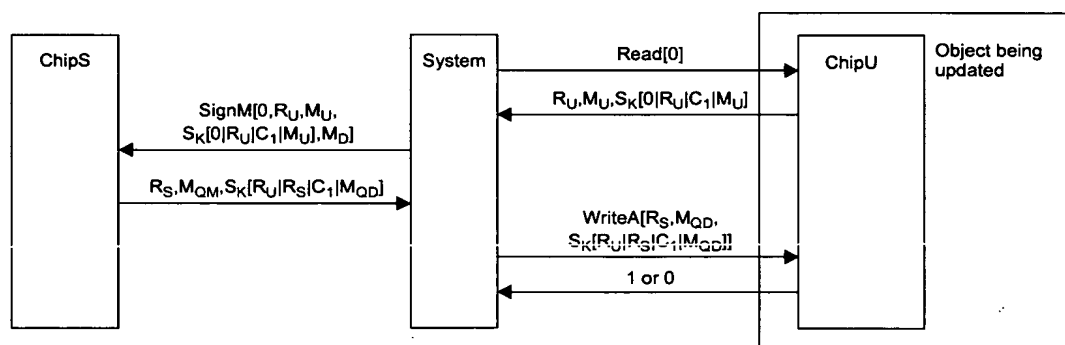 ChipS
System
ChipU
Object being
updated
Read[0]
R_U,M_U,S_K[0|R_U|C_1|M_U]
SignM[0,R_U,M_U,
S_K[0|R_U|C_1|M_U],M_D]
R_S,M_QM,S_K[R_U|R_S|C_1|M_QD]
WriteA[R_S,M_QD,
S_K[R_U|R_S|C_1|M_QD]]
1 or 0